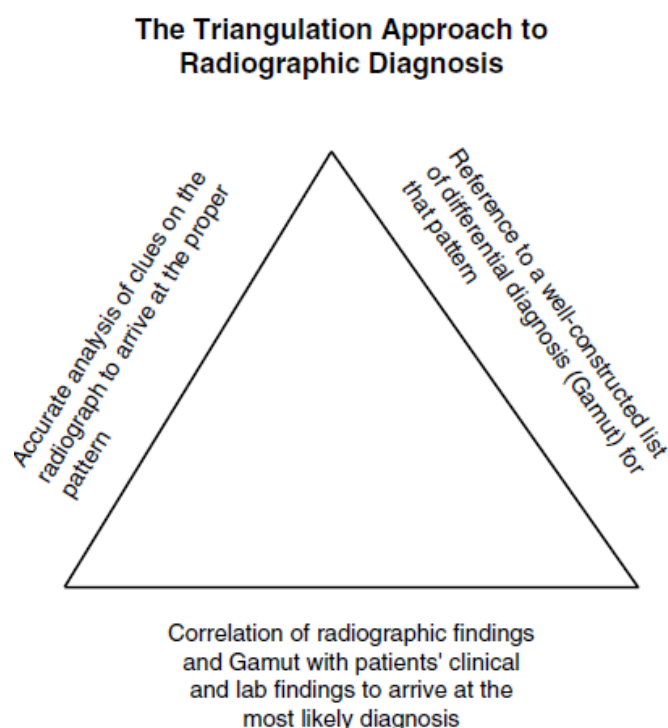 The Triangulation Approach to
Radiographic Diagnosis
Accurate analysis of clues on the
radiograph to arrive at the proper
pattern
Reference to a well-constructed list
of differential diagnosis (Gamut) for
that pattern
Correlation of radiographic findings
and Gamut with patients' clinical
and lab findings to arrive at the
most likely diagnosis